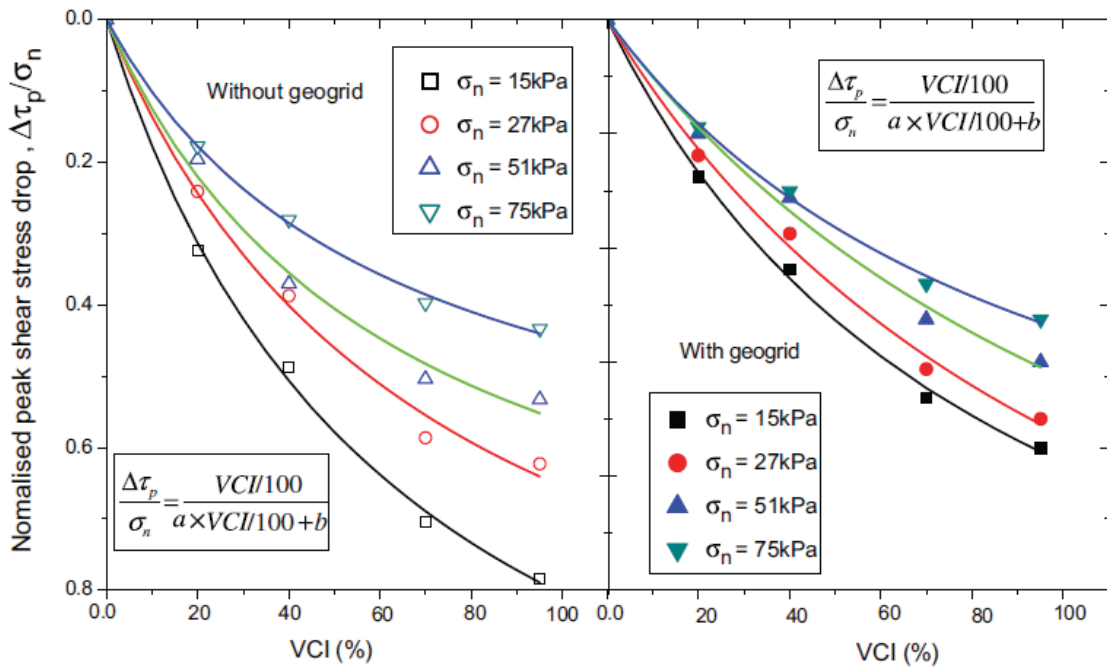 Nomalised peak shear stress drop , Δτp/σn
0.0
0.2
0.4
0.6
0.8
Without geogrid
σn = 15kPa
σn = 27kPa
σn = 51kPa
σn = 75kPa
Δτp/σn = VCI/100 / a×VCI/100+b
0.0 20 40 60 80 100
VCI (%)
Δτp/σn = VCI/100 / a×VCI/100+b
With geogrid
σn = 15kPa
σn = 27kPa
σn = 51kPa
σn = 75kPa
0.0 20 40 60 80 100
VCI (%)